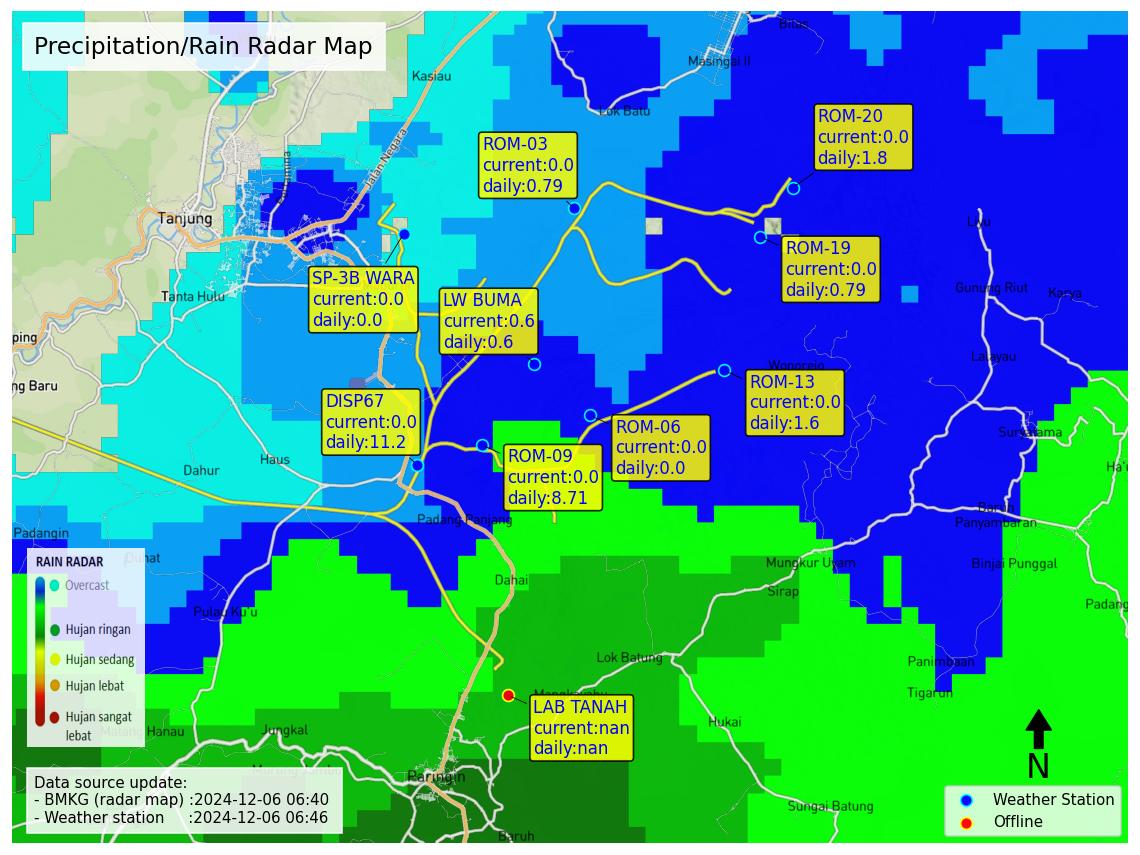 Precipitation/Rain Radar Map
Bitas
Masingai II
Kasiau
Lok Batu
ROM-20
current:0.0
daily:1.8
ROM-03
current:0.0
daily:0.79
Jalan Negara
Tanjung
Liyu
ROM-19
current:0.0
daily:0.79
SP-3B WARA
current:0.0
daily:0.0
LW BUMA
current:0.6
daily:0.6
Tanta Hulu
Gunung Riut
Karya
ping
Lalayau
Wonorejo
ng Baru
ROM-13
current:0.0
daily:1.6
DISP67
current:0.0
daily:11.2
ROM-06
current:0.0
daily:0.0
ROM-09
current:0.0
daily:8.71
Haus
Dahur
Padang Panjang
Padangin
Panyambaran
Mungkur Uyam
Binjai Punggal
Dahai
Sirap
Padang
Pulau Ku'u
RAIN RADAR
Overcast
Hujan ringan
Hujan sedang
Hujan lebat
Hujan sangat
lebat
Lok Batung
Panimbaan
Tigarun
LAB TANAH
current:nan
daily:nan
Hukai
Jungkal
Paringin
Sungai Batung
Baruh
N
Data source update:
- BMKG (radar map) :2024-12-06 06:40
- Weather station :2024-12-06 06:46
Weather Station
Offline